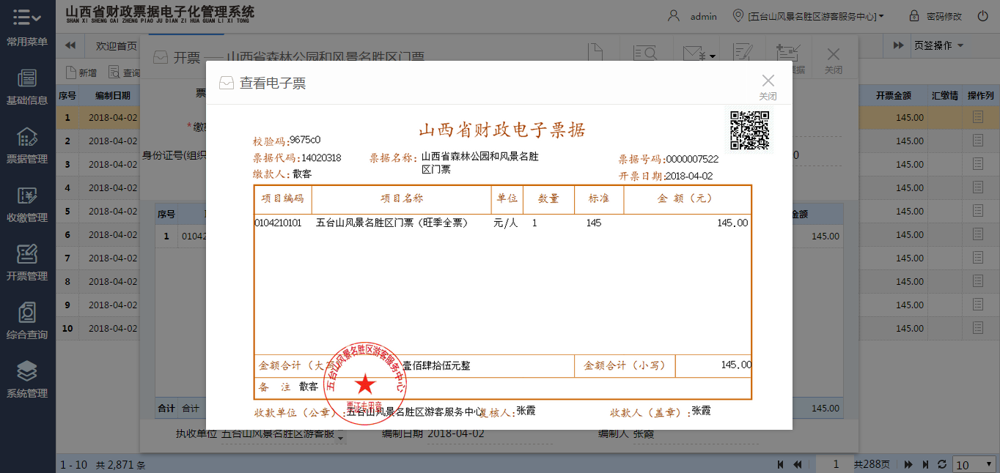 山西省财政票据电子化管理系统
SHAN XI SHENG CAI ZHENG PIAO JU DIAN ZI HUA GUAN LI XI TONG
admin
[五台山风景名胜区游客服务中心]
密码修改
常用菜单
基础信息
票据管理
收缴管理
开票管理
综合查询
系统管理
欢迎首页
页签操作
新增
查询
开票 —— 山西省森林公园和风景名胜区门票
关闭
序号 编制日期 开票金额 汇缴情 操作列
1 2018-04-02 145.00
2 2018-04-02 145.00
3 2018-04-02 145.00
4 2018-04-02 145.00
5 2018-04-02 145.00
6 2018-04-02 145.00
7 2018-04-02 145.00
8 2018-04-02 145.00
9 2018-04-02 145.00
10 2018-04-02 145.00
票
*缴款
身份证号(组织
0
序号 金额
1 01042 145.00
合计 合计 145.00
查看电子票
关闭
山西省财政电子票据
校验码:9675c0
票据代码:14020318
票据名称:山西省森林公园和风景名胜
区门票
票据号码:0000007522
缴款人:散客
开票日期:2018-04-02
项目编码 项目名称 单位 数量 标准 金 额（元）
0104210101 五台山风景名胜区门票（旺季全票） 元/人 1 145 145.00
金额合计（大写 壹佰肆拾伍元整 金额合计（小写） 145.00
备 注 散客
五台山风景名胜区游客服务中心
票证专用章
收款单位（公章）:五台山风景名胜区游客服务中心 复核人:张霞 收款人（盖章）:张霞
执收单位 五台山风景名胜区游客服 编制日期 2018-04-02 编制人 张霞
1 - 10 共 2,871 条
1 共288页
10